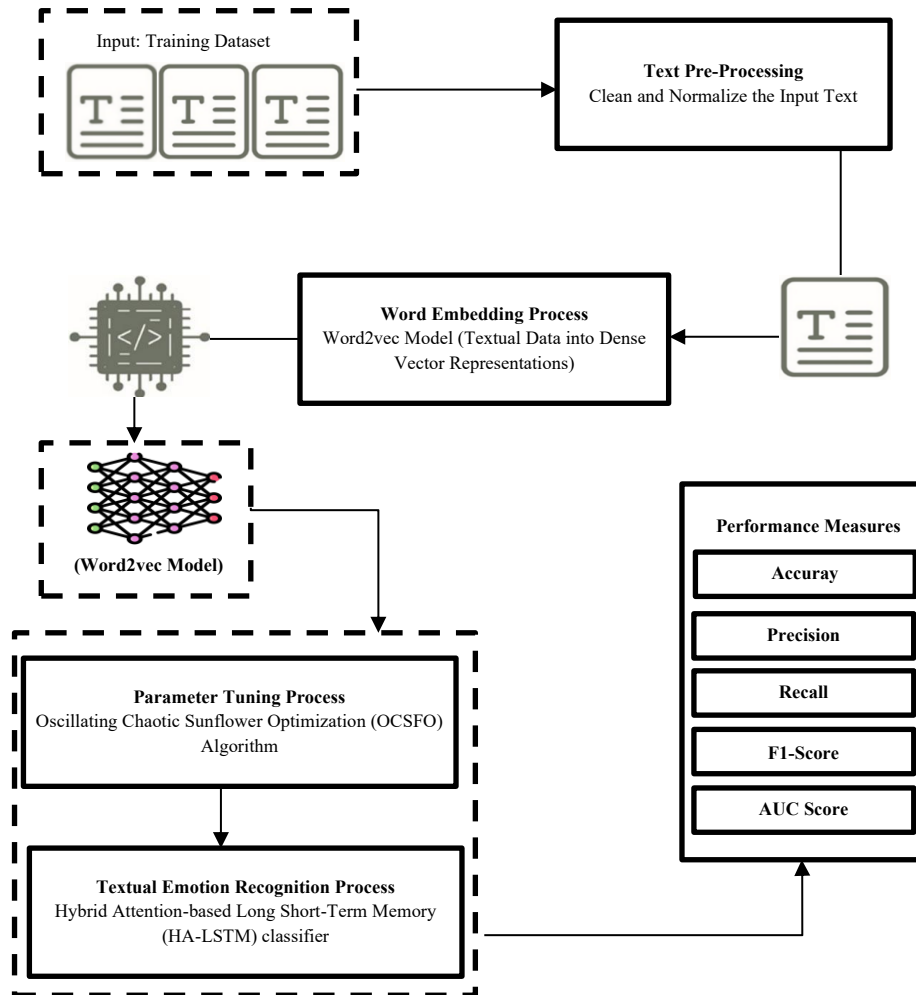 Input: Training Dataset
T
T
T
Text Pre-Processing
Clean and Normalize the Input Text
T
Word Embedding Process
Word2vec Model (Textual Data into Dense
Vector Representations)
</>
(Word2vec Model)
Parameter Tuning Process
Oscillating Chaotic Sunflower Optimization (OCSFO)
Algorithm
Textual Emotion Recognition Process
Hybrid Attention-based Long Short-Term Memory
(HA-LSTM) classifier
Performance Measures
Accuray
Precision
Recall
F1-Score
AUC Score